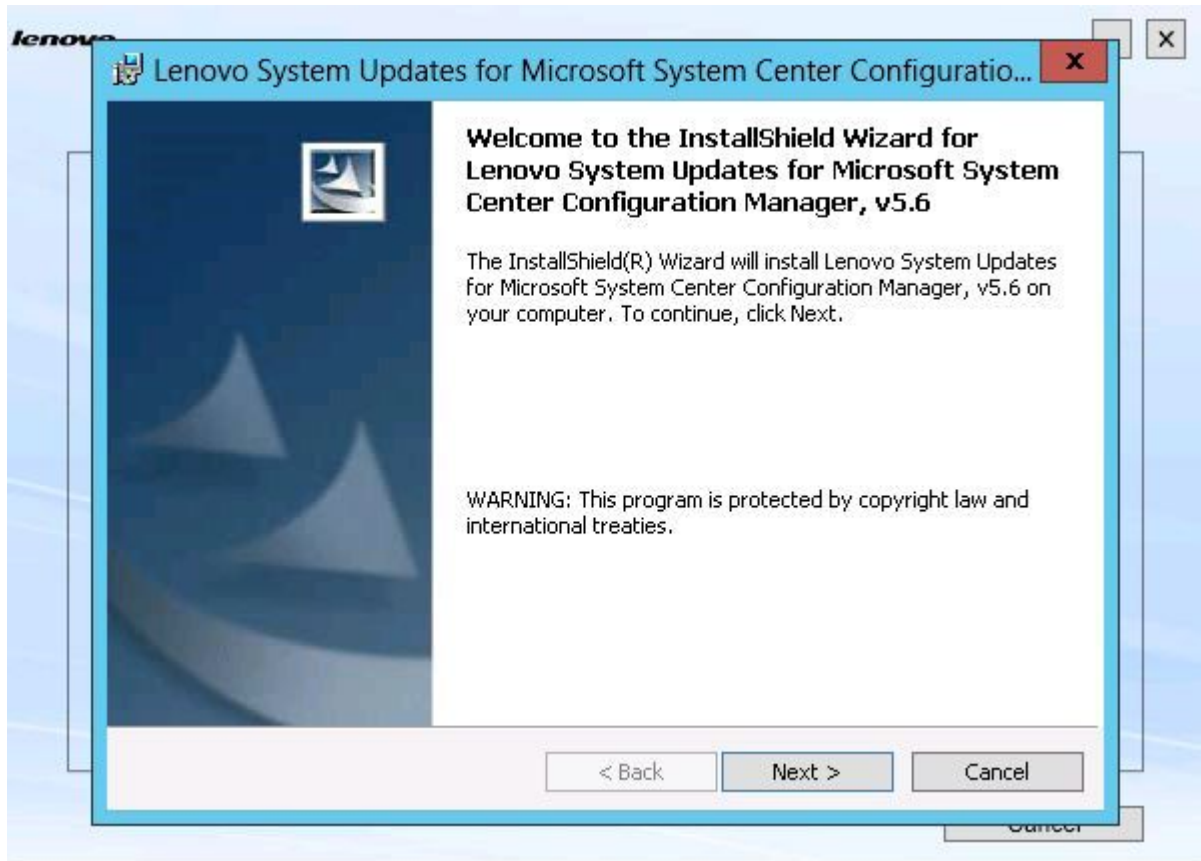 lenovo
Lenovo System Updates for Microsoft System Center Configuratio...
Welcome to the InstallShield Wizard for
Lenovo System Updates for Microsoft System
Center Configuration Manager, v5.6
The InstallShield(R) Wizard will install Lenovo System Updates
for Microsoft System Center Configuration Manager, v5.6 on
your computer. To continue, click Next.
WARNING: This program is protected by copyright law and
international treaties.
< Back Next > Cancel
Cancel